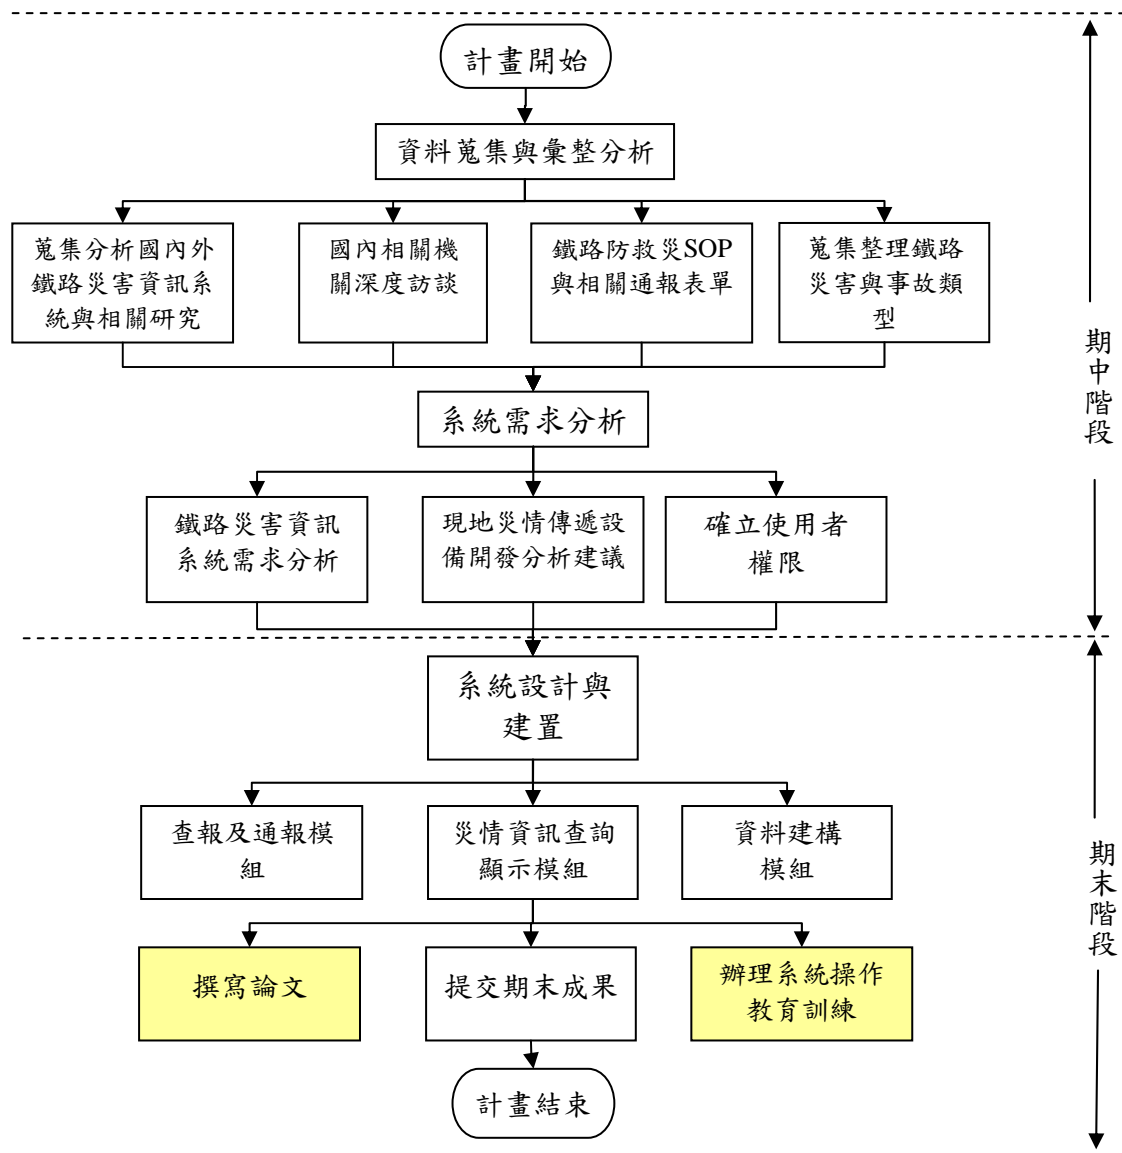 計畫開始
資料蒐集與彙整分析
蒐集分析國內外
鐵路災害資訊系
統與相關研究
國內相關機
關深度訪談
鐵路防救災SOP
與相關通報表單
蒐集整理鐵路
災害與事故類
型
期中階段
系統需求分析
鐵路災害資訊
系統需求分析
現地災情傳遞設
備開發分析建議
確立使用者
權限
系統設計與
建置
查報及通報模
組
災情資訊查詢
顯示模組
資料建構
模組
期末階段
撰寫論文
提交期末成果
辦理系統操作
教育訓練
計畫結束